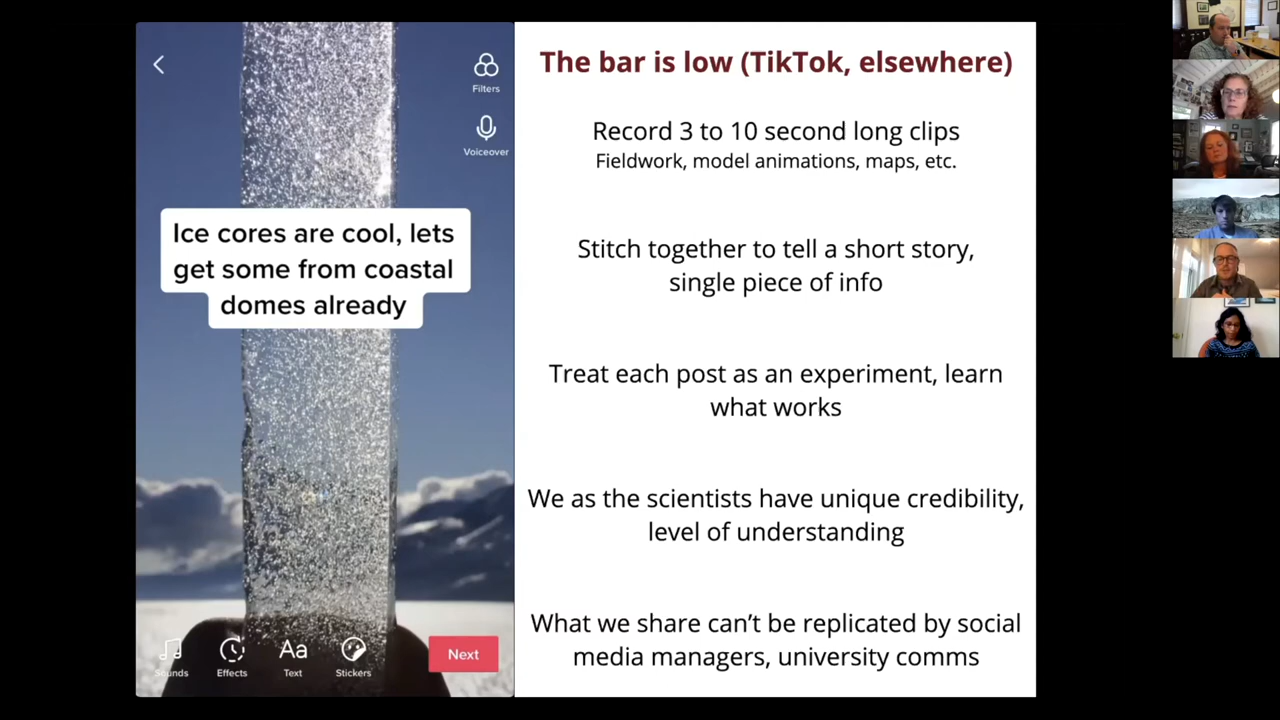 Filters
Voiceover
Ice cores are cool, lets
get some from coastal
domes already
Effects
Text
Aa
Stickers
Next
The bar is low (TikTok, elsewhere)
Record 3 to 10 second long clips
Fieldwork, model animations, maps, etc.
Stitch together to tell a short story,
single piece of info
Treat each post as an experiment, learn
what works
We as the scientists have unique credibility,
level of understanding
What we share can’t be replicated by social
media managers, university comms